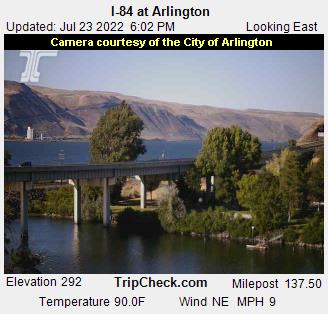 I-84 at Arlington
Updated: Jul 23 2022 6:02 PM Looking East
Camera courtesy of the City of Arlington
Elevation 292 TripCheck.com Milepost 137.50
Temperature 90.0F Wind NE MPH 9